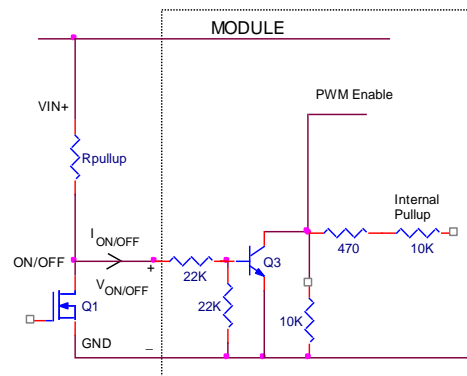 MODULE
PWM Enable
VIN+
Rpullup
Internal
Pullup
I ON/OFF
ON/OFF
+
V ON/OFF
22K
Q3
470
10K
Q1
22K
10K
GND
_